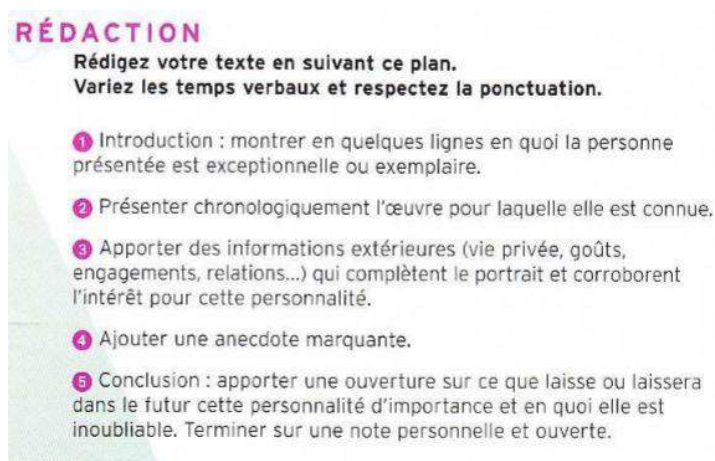 RÉDACTION
Rédigez votre texte en suivant ce plan.
Variez les temps verbaux et respectez la ponctuation.
1 Introduction : montrer en quelques lignes en quoi la personne
présentée est exceptionnelle ou exemplaire.
2 Présenter chronologiquement l'œuvre pour laquelle elle est connue.
3 Apporter des informations extérieures (vie privée, goûts,
engagements, relations...) qui complètent le portrait et corroborent
l'intérêt pour cette personnalité.
4 Ajouter une anecdote marquante.
5 Conclusion : apporter une ouverture sur ce que laisse ou laissera
dans le futur cette personnalité d'importance et en quoi elle est
inoubliable. Terminer sur une note personnelle et ouverte.